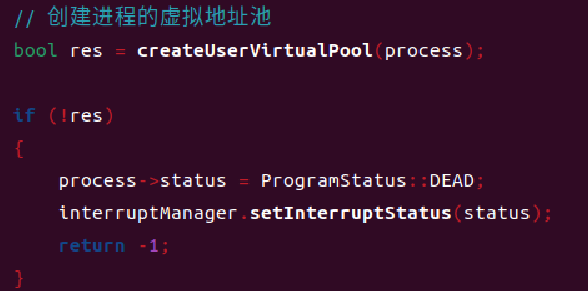 // 创建进程的虚拟地址池
bool res = createUserVirtualPool(process);
if (!res)
{
process->status = ProgramStatus::DEAD;
interruptManager.setInterruptStatus(status);
return -1;
}